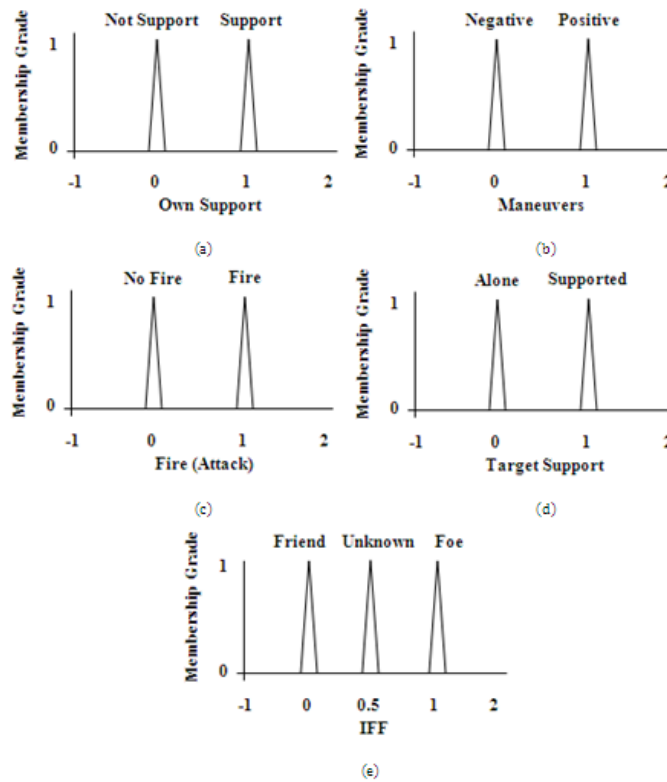 Not Support Support
Membership Grade
1
0
-1 0 1 2
Own Support
(a)
Negative Positive
Membership Grade
1
0
-1 0 1 2
Maneuvers
(b)
No Fire Fire
Membership Grade
1
0
-1 0 1 2
Fire (Attack)
(c)
Alone Supported
Membership Grade
1
0
-1 0 1 2
Target Support
(d)
Friend Unknown Foe
Membership Grade
1
0
-1 0 0.5 1 2
IFF
(e)